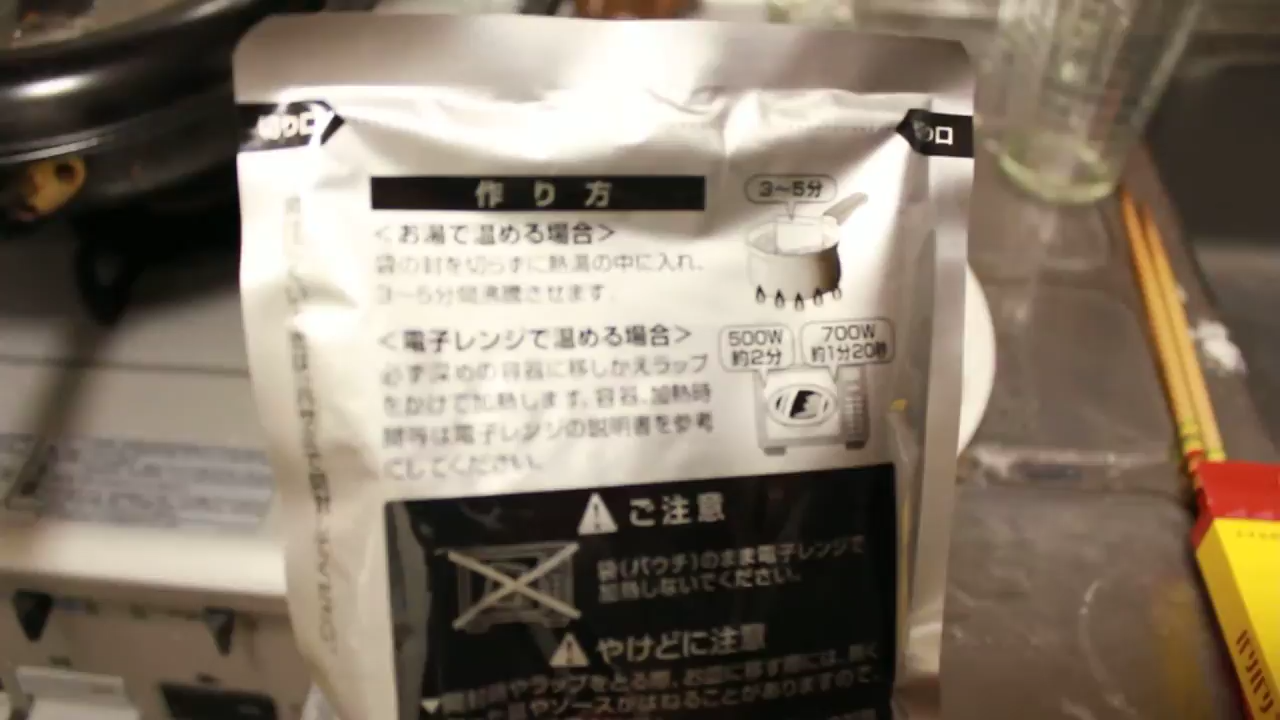 切り口
り口
作り方
3〜5分
<お湯で温める場合>
袋の封を切らずに熱湯の中に入れ、
3〜5分間沸騰させます。
<電子レンジで温める場合>
500W
約2分
700W
約1分20秒
必ず深めの容器に移しかえラップ
をかけて加熱します。容器、加熱時
間等は電子レンジの説明書を参考
にしてください。
ご注意
袋(パウチ)のまま電子レンジで
加熱しないでください。
やけどに注意
開封時やラップをとる際、お皿に移す際には、熱く
やソースがはねることがありますので、